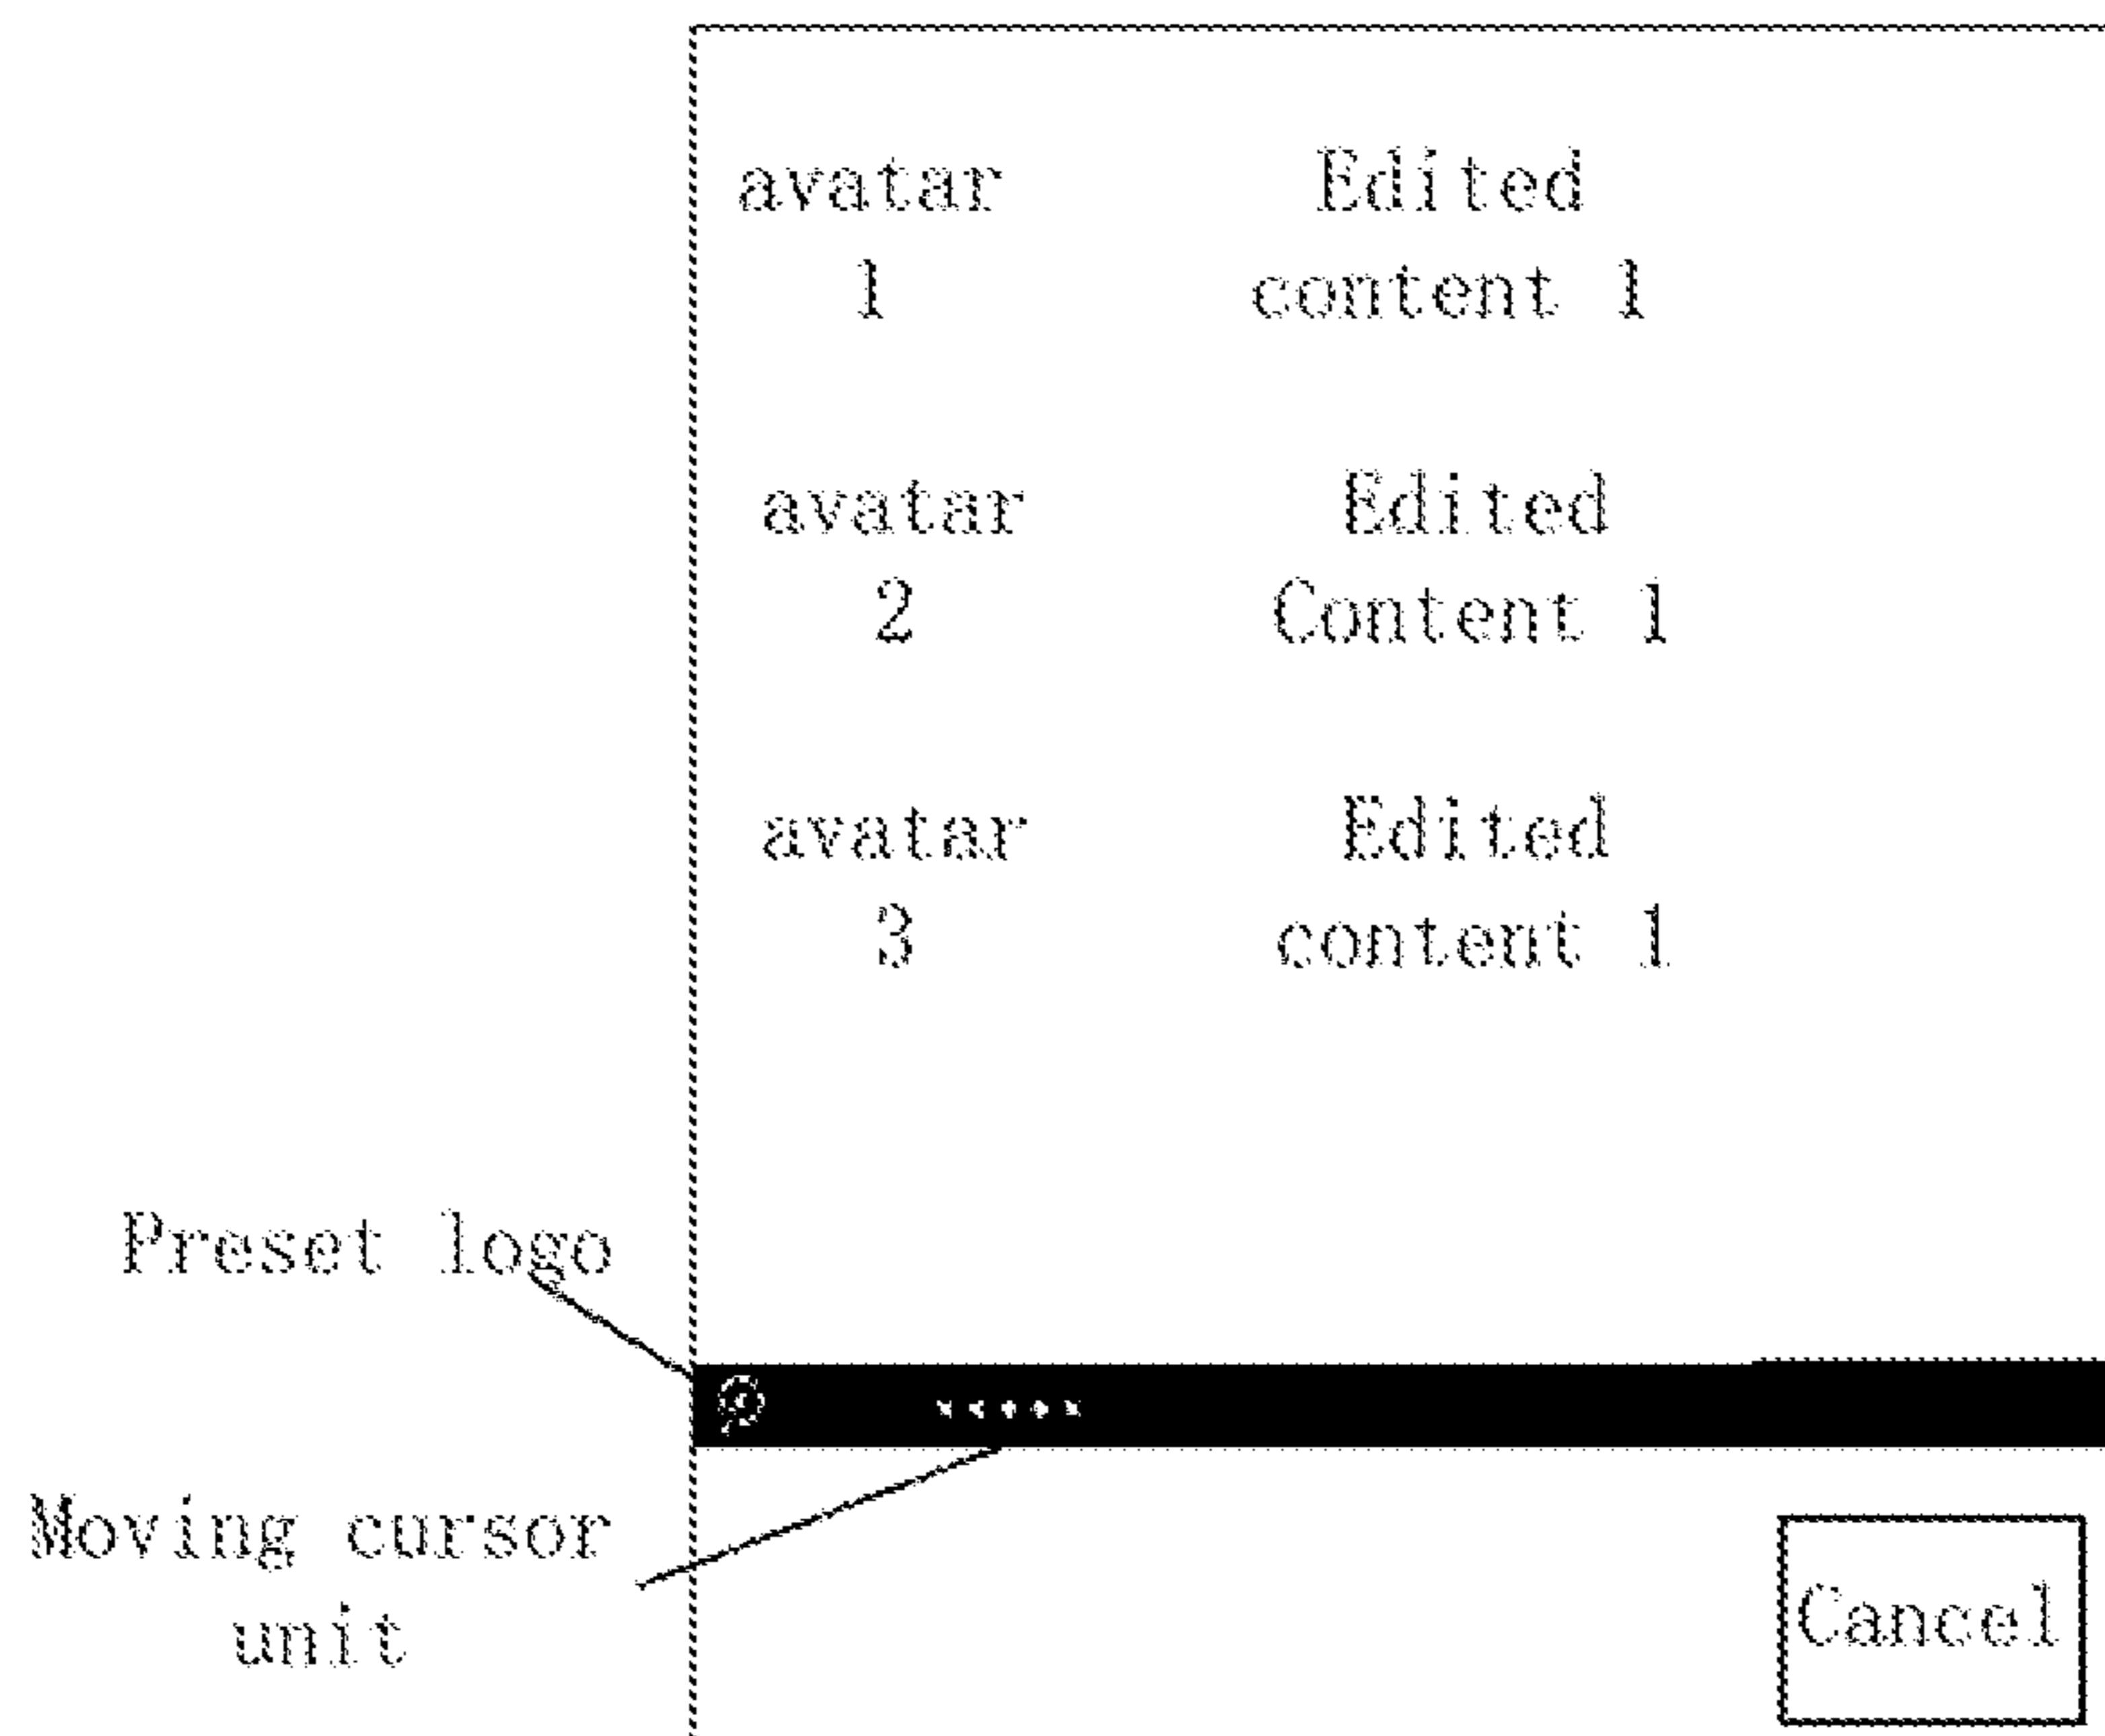 avatar Edited
1 content 1
avatar Edited
2 Content 1
avatar Edited
3 content 1
Preset logo
@
Moving cursor
unit
Cancel